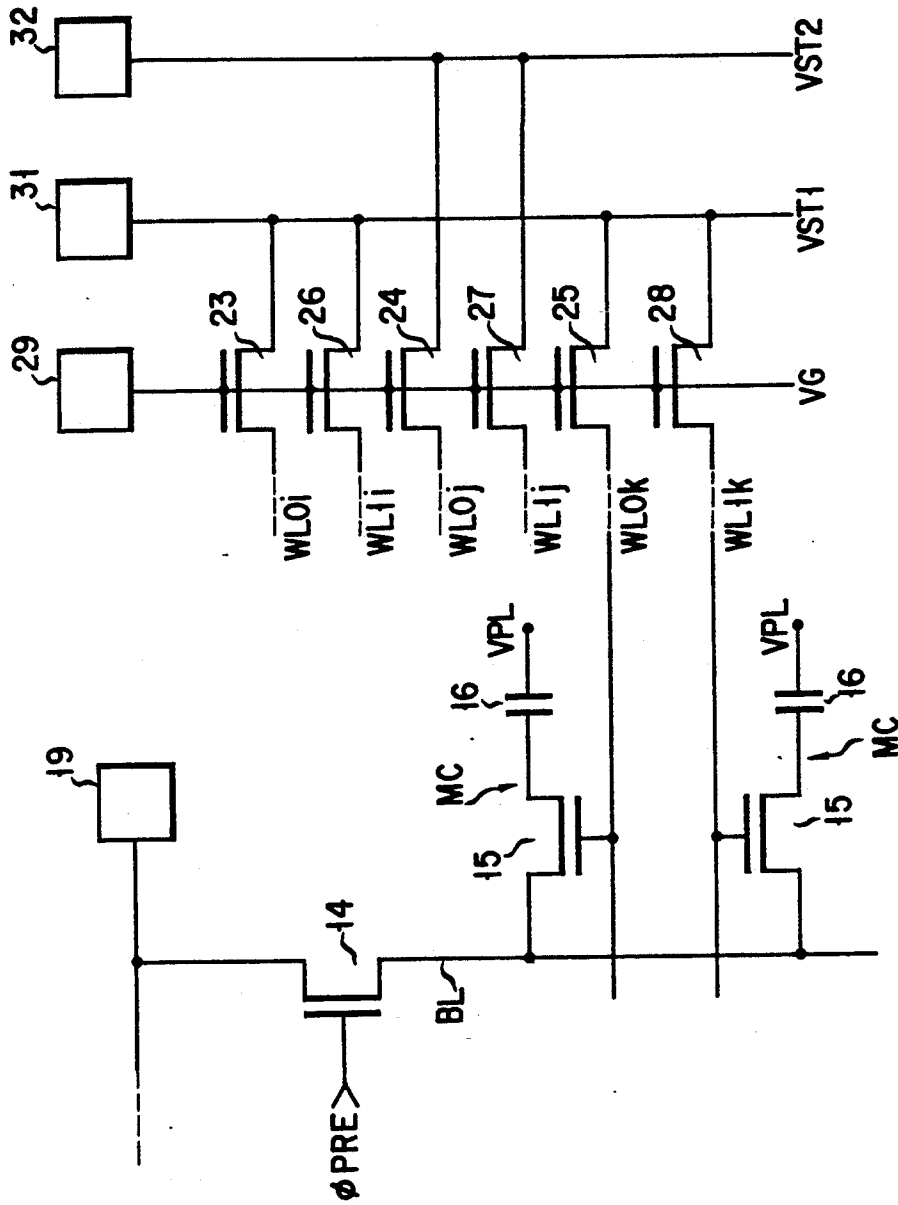 32
31
29
19
VST2
VST1
VG
23
26
24
27
25
28
WL0i
WL1i
WL0j
WL1j
WL0k
WL1k
VPL
16
MC
15
VPL
16
MC
15
14
BL
φPRE